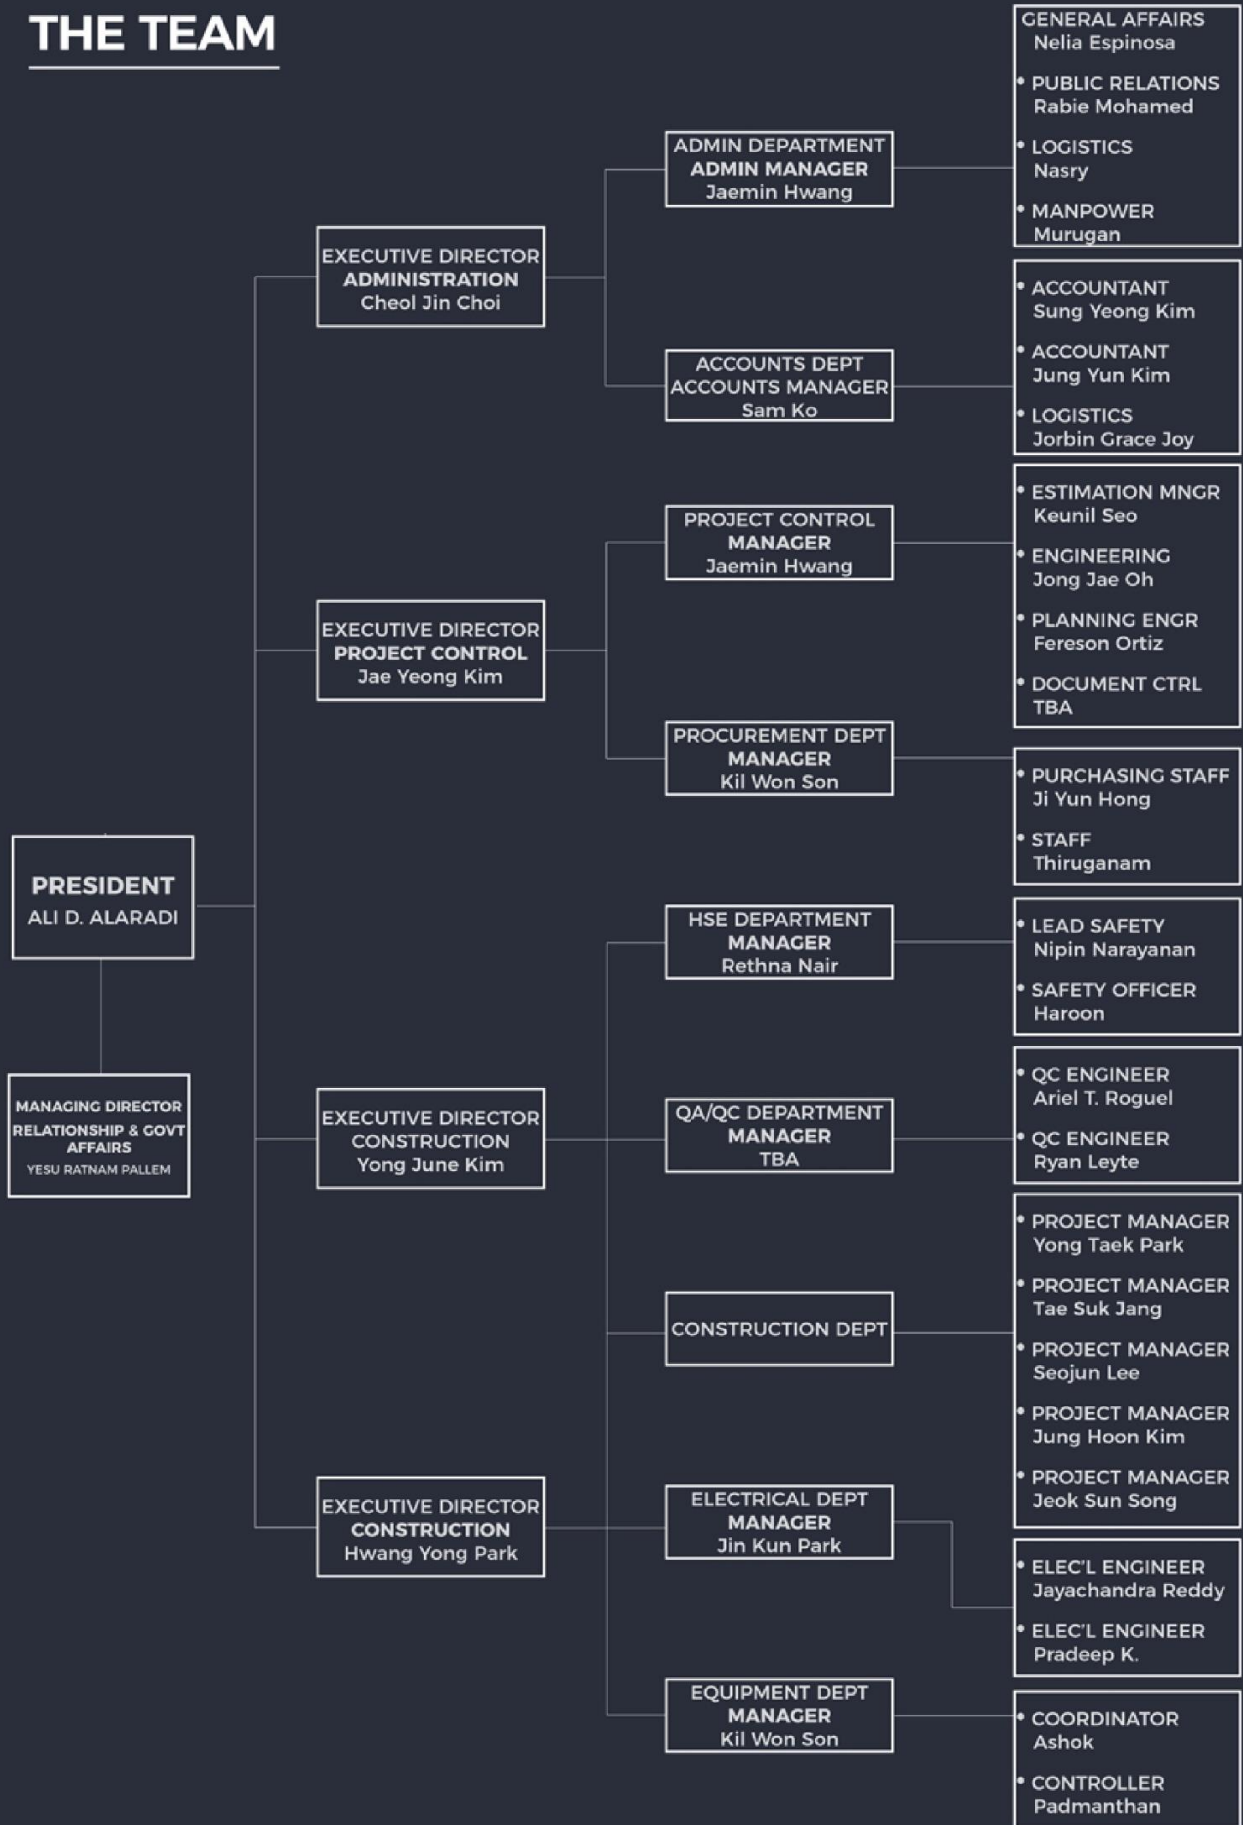 THE TEAM
PRESIDENT
ALI D. ALARADI
MANAGING DIRECTOR
RELATIONSHIP & GOVT
AFFAIRS
YESU RATNAM PALLEM
EXECUTIVE DIRECTOR
ADMINISTRATION
Cheol Jin Choi
ADMIN DEPARTMENT
ADMIN MANAGER
Jaemin Hwang
GENERAL AFFAIRS
Nelia Espinosa
• PUBLIC RELATIONS
Rabie Mohamed
• LOGISTICS
Nasry
• MANPOWER
Murugan
ACCOUNTS DEPT
ACCOUNTS MANAGER
Sam Ko
• ACCOUNTANT
Sung Yeong Kim
• ACCOUNTANT
Jung Yun Kim
• LOGISTICS
Jorbin Grace Joy
EXECUTIVE DIRECTOR
PROJECT CONTROL
Jae Yeong Kim
PROJECT CONTROL
MANAGER
Jaemin Hwang
• ESTIMATION MNGR
Keunil Seo
• ENGINEERING
Jong Jae Oh
• PLANNING ENGR
Fereson Ortiz
• DOCUMENT CTRL
TBA
PROCUREMENT DEPT
MANAGER
Kil Won Son
• PURCHASING STAFF
Ji Yun Hong
• STAFF
Thiruganam
EXECUTIVE DIRECTOR
CONSTRUCTION
Yong June Kim
HSE DEPARTMENT
MANAGER
Rethna Nair
• LEAD SAFETY
Nipin Narayanan
• SAFETY OFFICER
Haroon
QA/QC DEPARTMENT
MANAGER
TBA
• QC ENGINEER
Ariel T. Roguel
• QC ENGINEER
Ryan Leyte
CONSTRUCTION DEPT
• PROJECT MANAGER
Yong Taek Park
• PROJECT MANAGER
Tae Suk Jang
• PROJECT MANAGER
Seojun Lee
• PROJECT MANAGER
Jung Hoon Kim
• PROJECT MANAGER
Jeok Sun Song
EXECUTIVE DIRECTOR
CONSTRUCTION
Hwang Yong Park
ELECTRICAL DEPT
MANAGER
Jin Kun Park
• ELEC'L ENGINEER
Jayachandra Reddy
• ELEC'L ENGINEER
Pradeep K.
EQUIPMENT DEPT
MANAGER
Kil Won Son
• COORDINATOR
Ashok
• CONTROLLER
Padmanthan